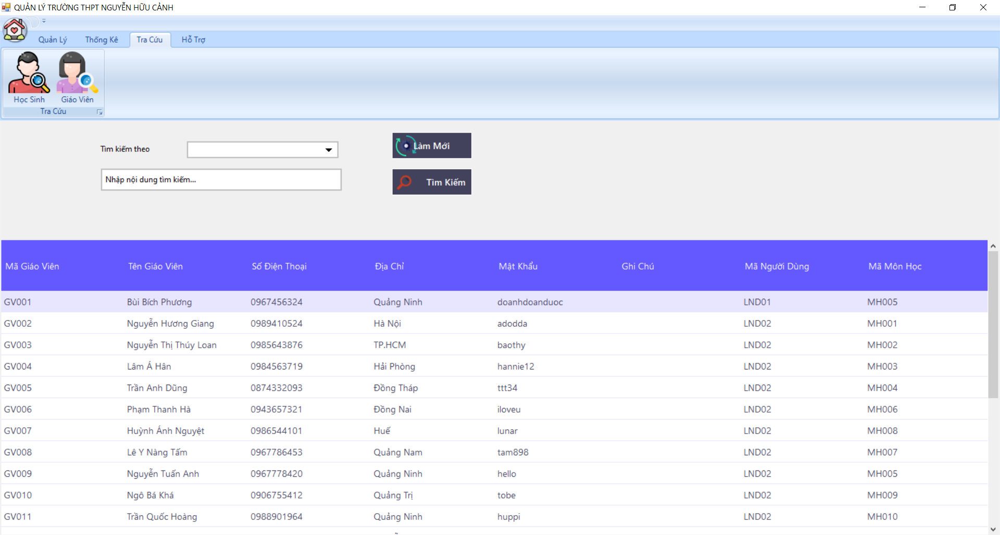 QUẢN LÝ TRƯỜNG THPT NGUYỄN HỮU CẢNH
Quản Lý Thống Kê Tra Cứu Hỗ Trợ
Học Sinh Giáo Viên
Tra Cứu
Tìm kiếm theo
Làm Mới
Nhập nội dung tìm kiếm...
Tìm Kiếm
Mã Giáo Viên Tên Giáo Viên Số Điện Thoại Địa Chỉ Mật Khẩu Ghi Chú Mã Người Dùng Mã Môn Học
GV001 Bùi Bích Phương 0967456324 Quảng Ninh doanhdoanduoc LND01 MH005
GV002 Nguyễn Hương Giang 0989410524 Hà Nội adodda LND02 MH001
GV003 Nguyễn Thị Thúy Loan 0985643876 TP.HCM baothy LND02 MH002
GV004 Lâm Á Hân 0984563719 Hải Phòng hannie12 LND02 MH003
GV005 Trần Anh Dũng 0874332093 Đồng Tháp ttt34 LND02 MH004
GV006 Phạm Thanh Hà 0943657321 Đồng Nai iloveu LND02 MH006
GV007 Huỳnh Ánh Nguyệt 0986544101 Huế lunar LND02 MH008
GV008 Lê Y Nàng Tấm 0967786453 Quảng Nam tam898 LND02 MH007
GV009 Nguyễn Tuấn Anh 0967778420 Quảng Ninh hello LND02 MH005
GV010 Ngô Bá Khá 0906755412 Quảng Trị tobe LND02 MH009
GV011 Trần Quốc Hoàng 0988901964 Quảng Ninh huppi LND02 MH010